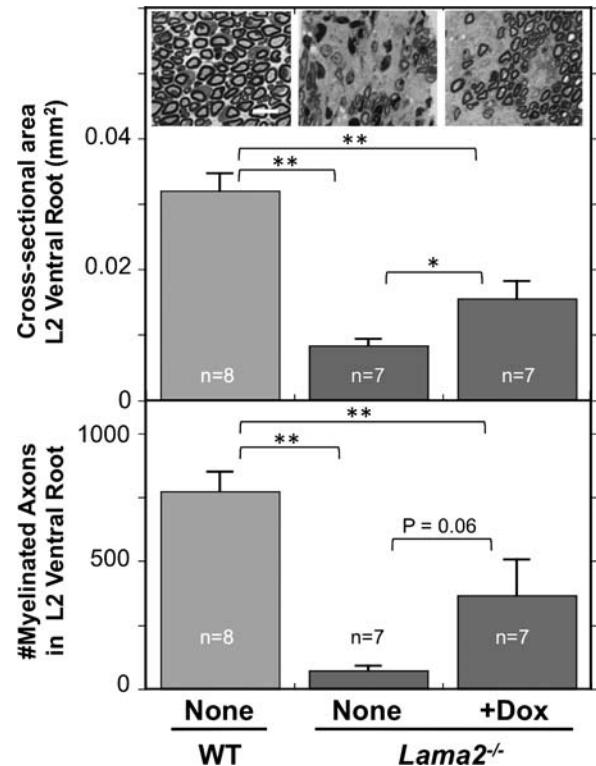 Cross-sectional area
L2 Ventral Root (mm²)
0.04
0.02
0
**
**
*
n=8
n=7
n=7
#Myelinated Axons
in L2 Ventral Root
1000
500
0
**
**
P = 0.06
n=8
n=7
n=7
None
None
+Dox
WT
Lama2⁻/⁻